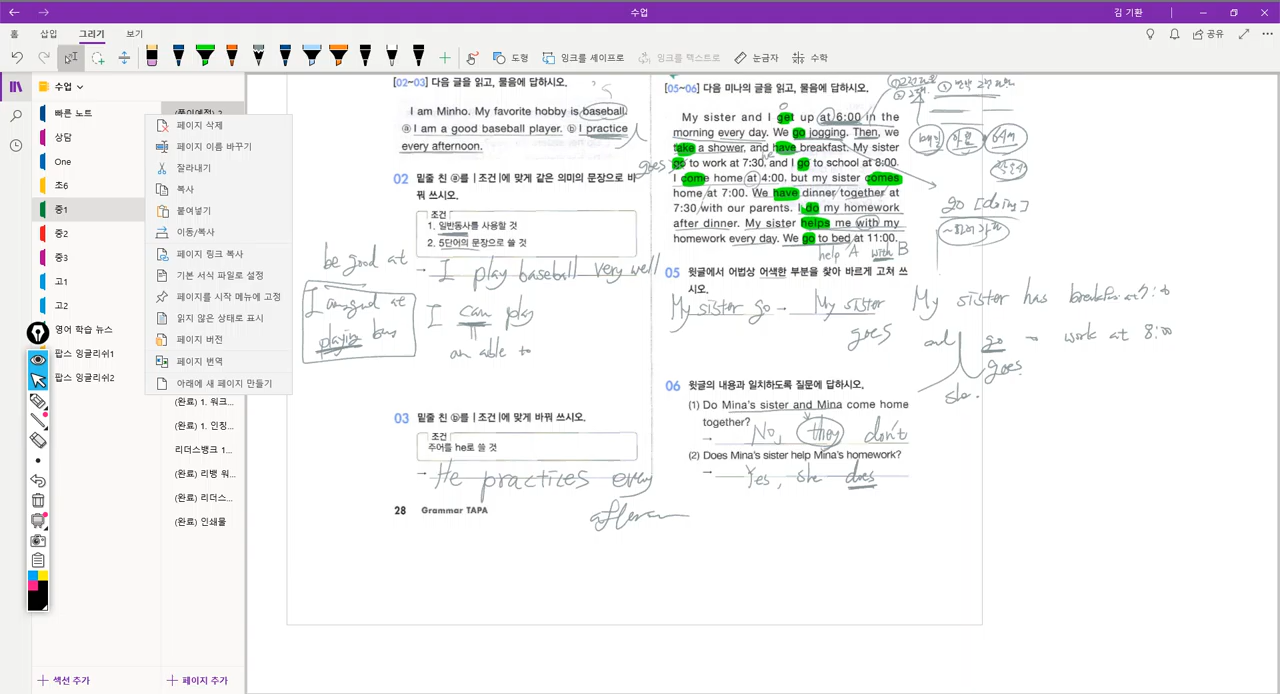 수업
김 기환
홈 삽입 그리기 보기
공유
도형
잉크를 셰이프로
잉크를 텍스트로
눈금자
수학
수업
빠른 노트
상담
One
초6
중1
중2
중3
고1
고2
영어 학습 뉴스
팝스 잉글리쉬1
팝스 잉글리쉬2
섹션 추가
페이지 삭제
페이지 이름 바꾸기
잘라내기
복사
붙여넣기
이동/복사
페이지 링크 복사
기본 서식 파일로 설정
페이지를 시작 메뉴에 고정
읽지 않은 상태로 표시
페이지 버전
페이지 번역
아래에 새 페이지 만들기
(완료) 1. 워크...
(완료) 1. 인징...
리더스뱅크 1...
(완료) 리뱅 워...
(완료) 리더스...
(완료) 인쇄물
페이지 추가
[02~03] 다음 글을 읽고, 물음에 답하시오.
I am Minho. My favorite hobby is baseball.
ⓐ I am a good baseball player. ⓑ I practice
every afternoon.
02 밑줄 친 ⓐ를 |조건|에 맞게 같은 의미의 문장으로 바
꿔 쓰시오.
조건
1. 일반동사를 사용할 것
2. 5단어의 문장으로 쓸 것
be good at
→ I play baseball very well
I can play
playing
an able to
03 밑줄 친 ⓑ를 |조건|에 맞게 바꿔 쓰시오.
조건
주어를 he로 쓸 것
→ He practices every
28 Grammar TAPA
[05~06] 다음 미나의 글을 읽고, 물음에 답하시오.
My sister and I get up at 6:00 in the
morning every day. We go jogging. Then, we
take a shower, and have breakfast. My sister
goes
go to work at 7:30, and I go to school at 8:00.
I come home at 4:00, but my sister comes
home at 7:00. We have dinner together at
7:30 with our parents. I do my homework
after dinner. My sister helps me with my
homework every day. We go to bed at 11:00.
help A with B
go [doing]
~하러 가다
05 윗글에서 어법상 어색한 부분을 찾아 바르게 고쳐 쓰
시오.
My sister go → My sister
goes
My sister has
and go → work at 8:00
goes
she
06 윗글의 내용과 일치하도록 질문에 답하시오.
(1) Do Mina's sister and Mina come home
together?
→ No, they don't
(2) Does Mina's sister help Mina's homework?
→ Yes, she does